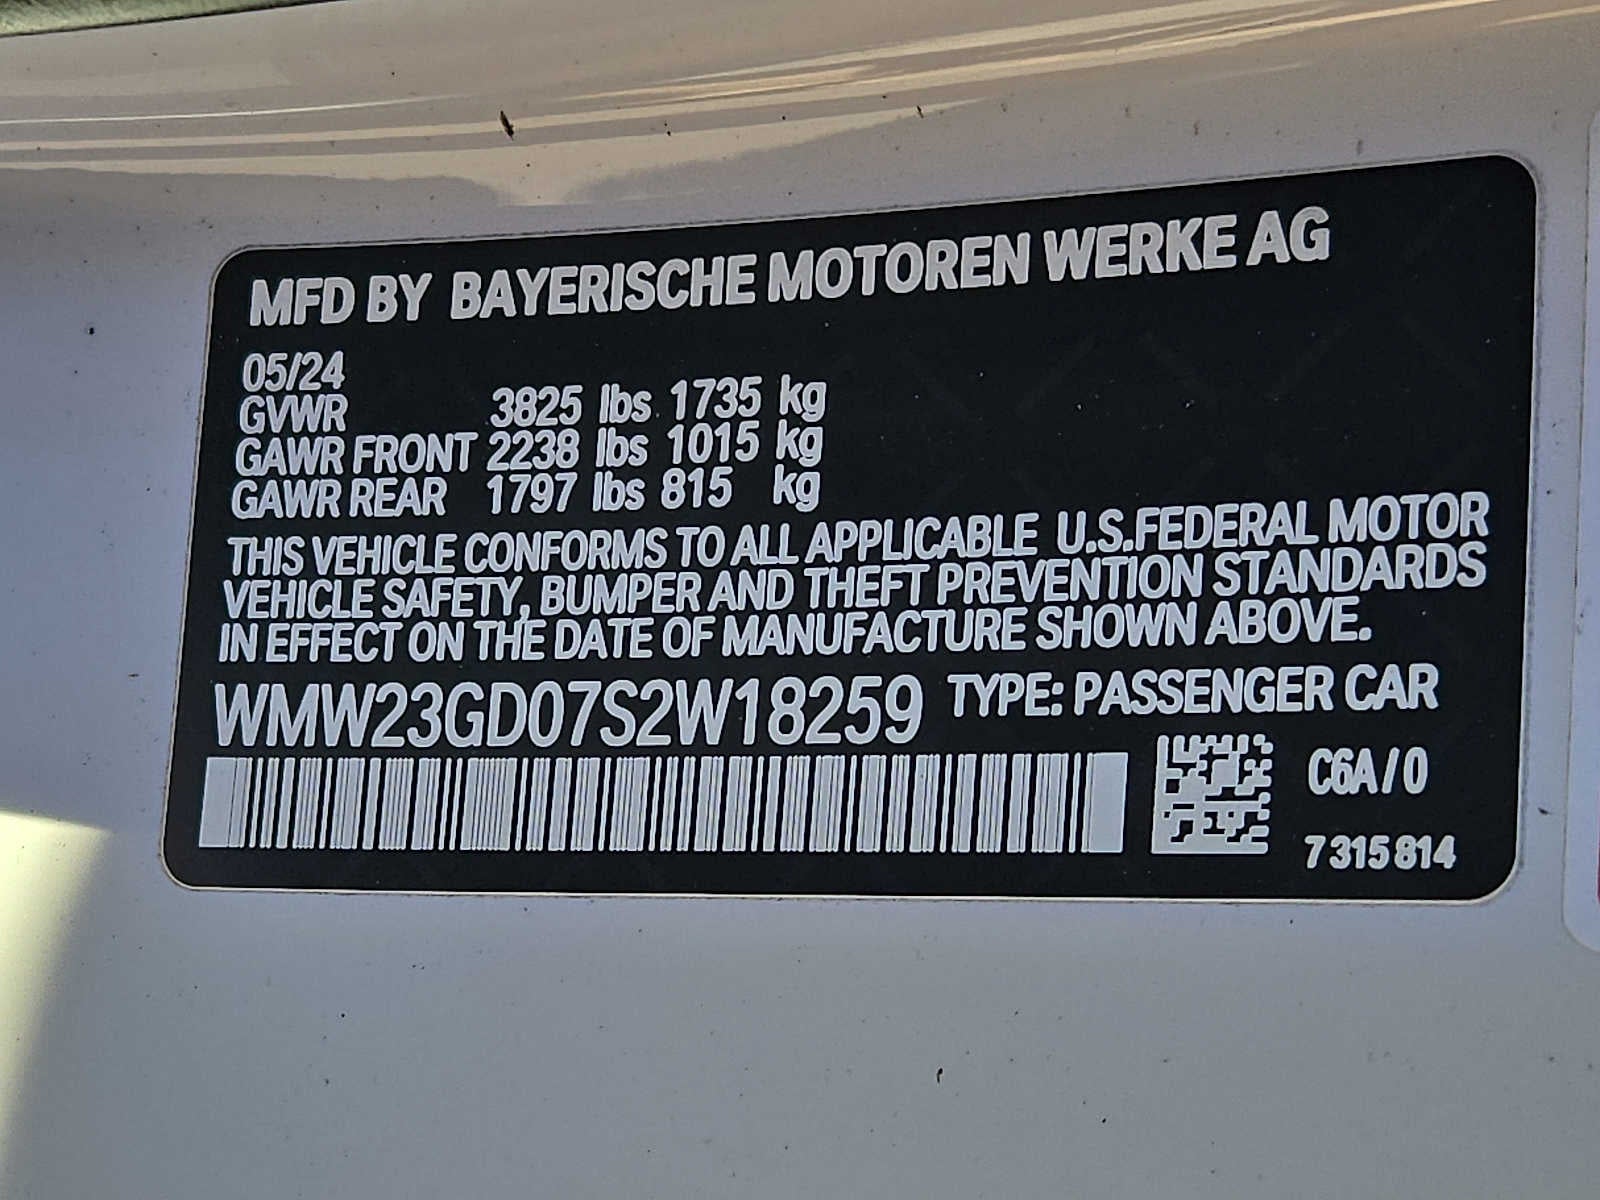 MFD BY BAYERISCHE MOTOREN WERKE AG
05/24
GVWR 3825 lbs 1735 kg
GAWR FRONT 2238 lbs 1015 kg
GAWR REAR 1797 lbs 815 kg
THIS VEHICLE CONFORMS TO ALL APPLICABLE U.S.FEDERAL MOTOR
VEHICLE SAFETY, BUMPER AND THEFT PREVENTION STANDARDS
IN EFFECT ON THE DATE OF MANUFACTURE SHOWN ABOVE.
WMW23GD07S2W18259 TYPE: PASSENGER CAR
C6A/0
7315814